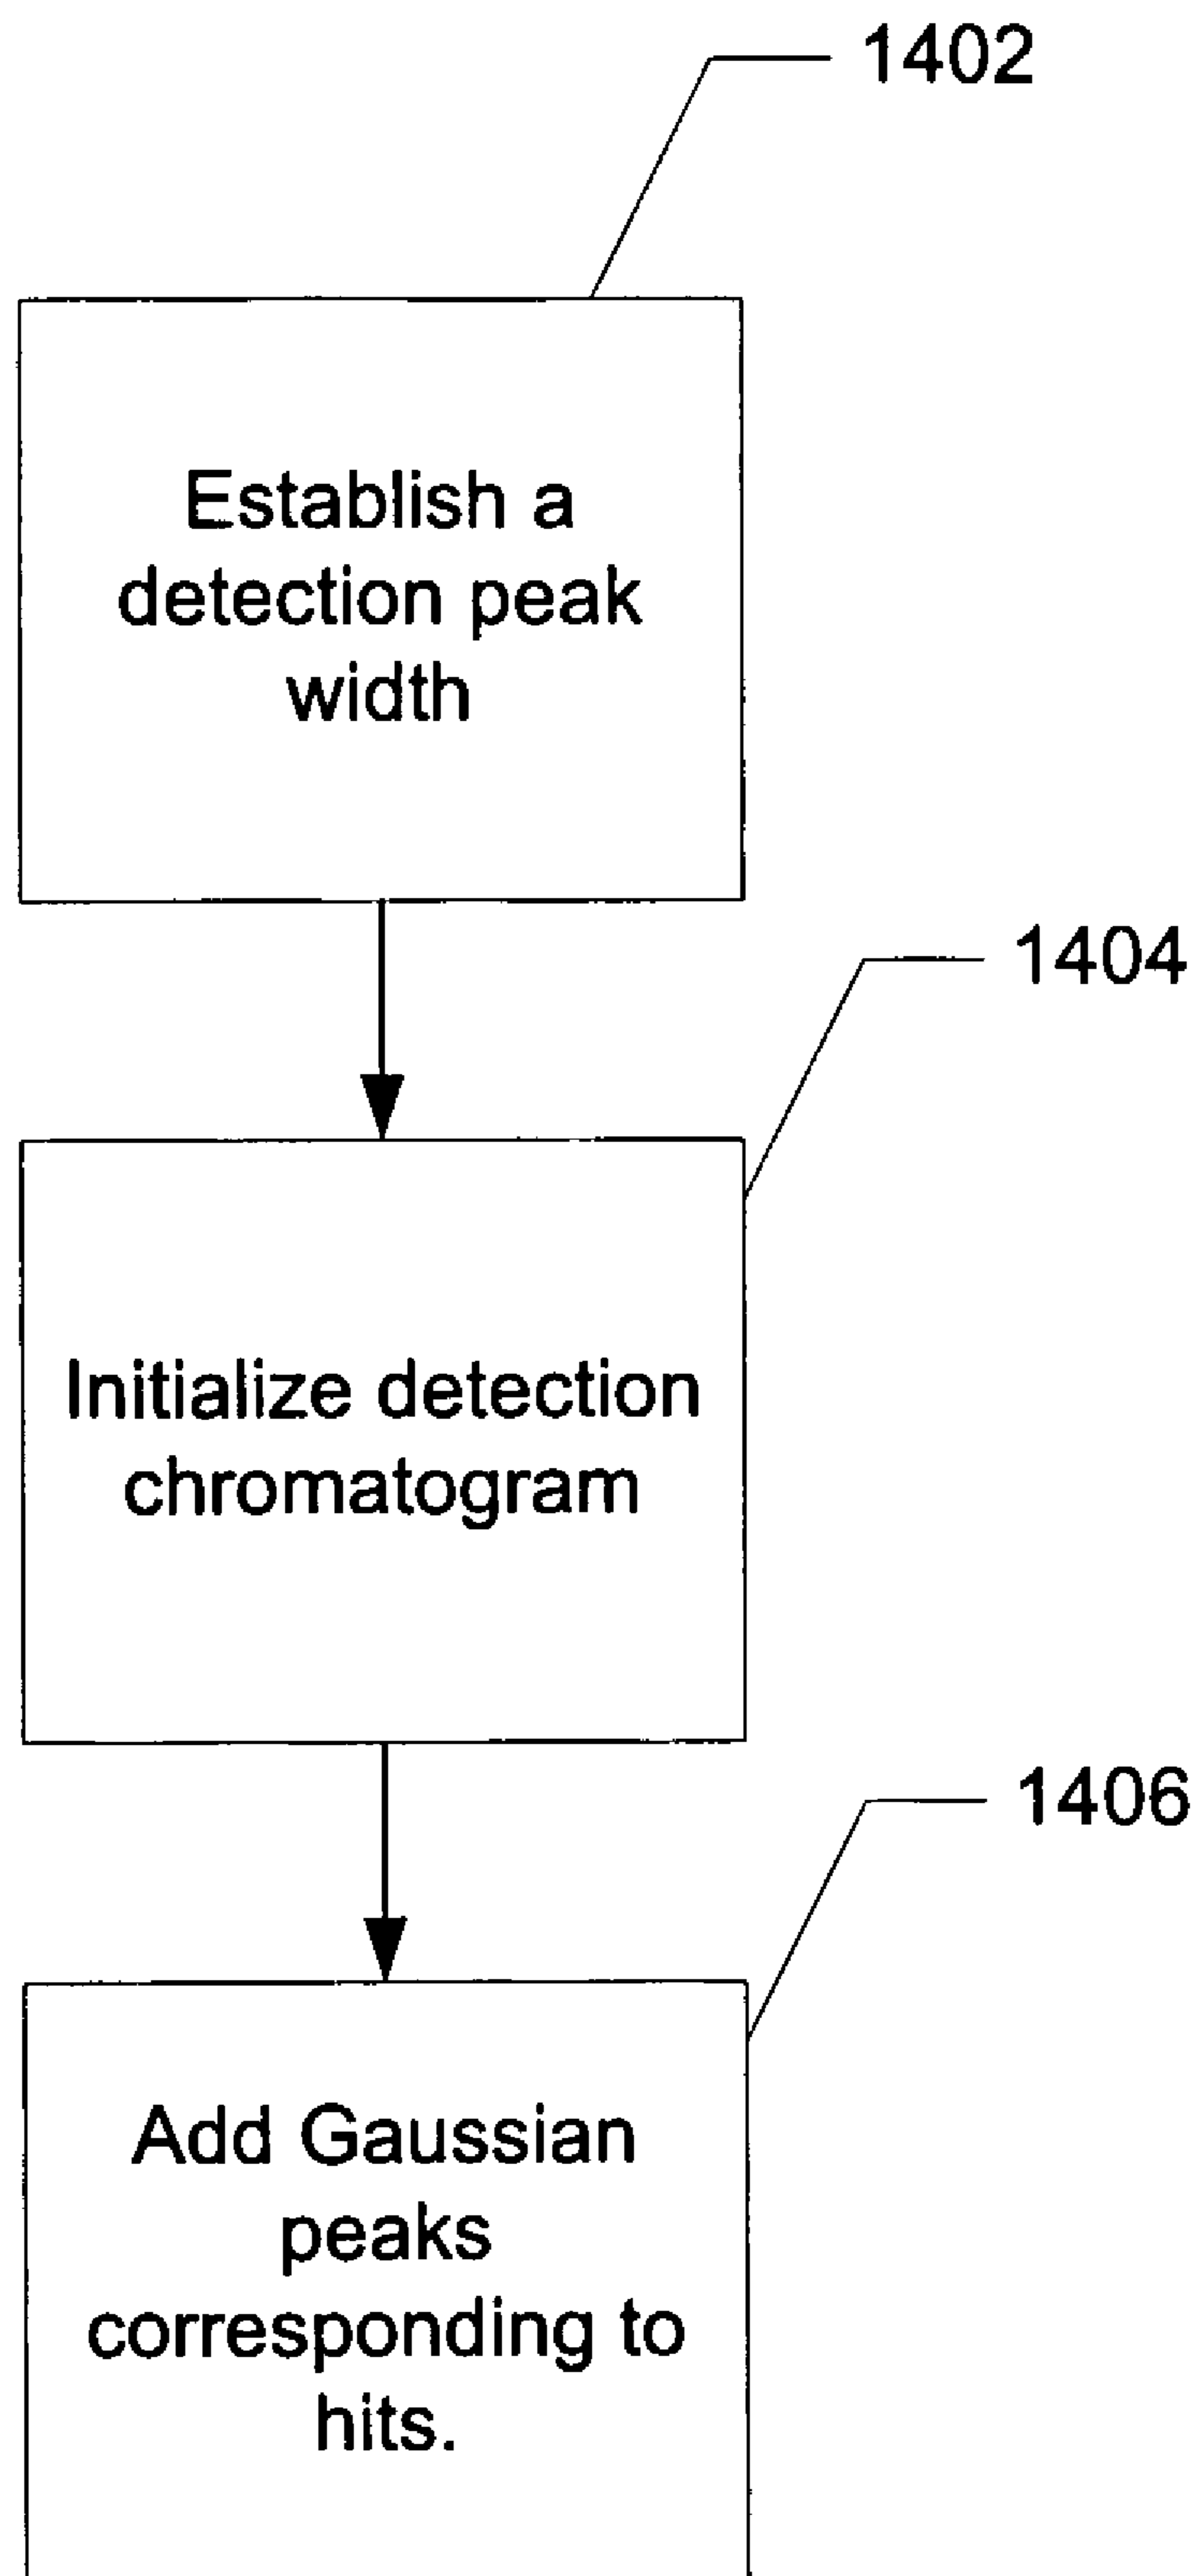 1402
Establish a
detection peak
width
1404
Initialize detection
chromatogram
1406
Add Gaussian
peaks
corresponding to
hits.